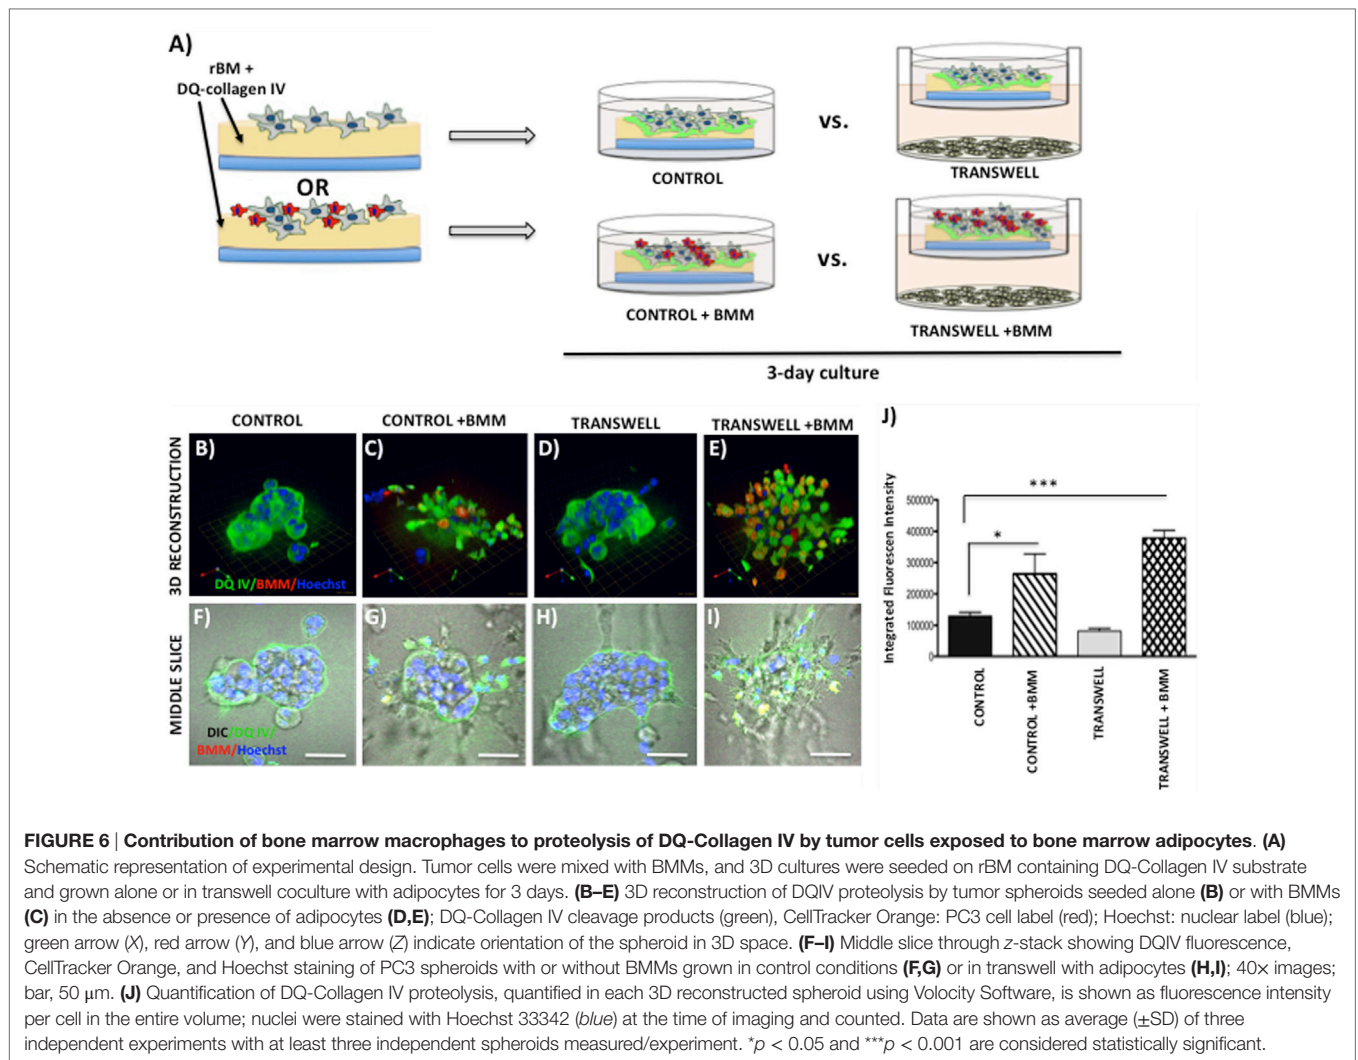 A)
rBM +
DQ-collagen IV
OR
CONTROL
vs.
TRANSWELL
CONTROL + BMM
vs.
TRANSWELL +BMM
3-day culture
CONTROL
CONTROL +BMM
TRANSWELL
TRANSWELL +BMM
3D RECONSTRUCTION
B)
C)
D)
E)
DQ IV/BMM/Hoechst
MIDDLE SLICE
F)
G)
H)
I)
DIC/DQ IV/
BMM/Hoechst
J)
Integrated Fluorescen Intensity
500000
400000
300000
200000
100000
0
*
***
CONTROL
CONTROL +BMM
TRANSWELL
TRANSWELL + BMM
FIGURE 6 | Contribution of bone marrow macrophages to proteolysis of DQ-Collagen IV by tumor cells exposed to bone marrow adipocytes. (A)
Schematic representation of experimental design. Tumor cells were mixed with BMMs, and 3D cultures were seeded on rBM containing DQ-Collagen IV substrate
and grown alone or in transwell coculture with adipocytes for 3 days. (B–E) 3D reconstruction of DQIV proteolysis by tumor spheroids seeded alone (B) or with BMMs
(C) in the absence or presence of adipocytes (D,E); DQ-Collagen IV cleavage products (green), CellTracker Orange: PC3 cell label (red); Hoechst: nuclear label (blue);
green arrow (X), red arrow (Y), and blue arrow (Z) indicate orientation of the spheroid in 3D space. (F–I) Middle slice through z-stack showing DQIV fluorescence,
CellTracker Orange, and Hoechst staining of PC3 spheroids with or without BMMs grown in control conditions (F,G) or in transwell with adipocytes (H,I); 40× images;
bar, 50 μm. (J) Quantification of DQ-Collagen IV proteolysis, quantified in each 3D reconstructed spheroid using Volocity Software, is shown as fluorescence intensity
per cell in the entire volume; nuclei were stained with Hoechst 33342 (blue) at the time of imaging and counted. Data are shown as average (±SD) of three
independent experiments with at least three independent spheroids measured/experiment. *p < 0.05 and ***p < 0.001 are considered statistically significant.